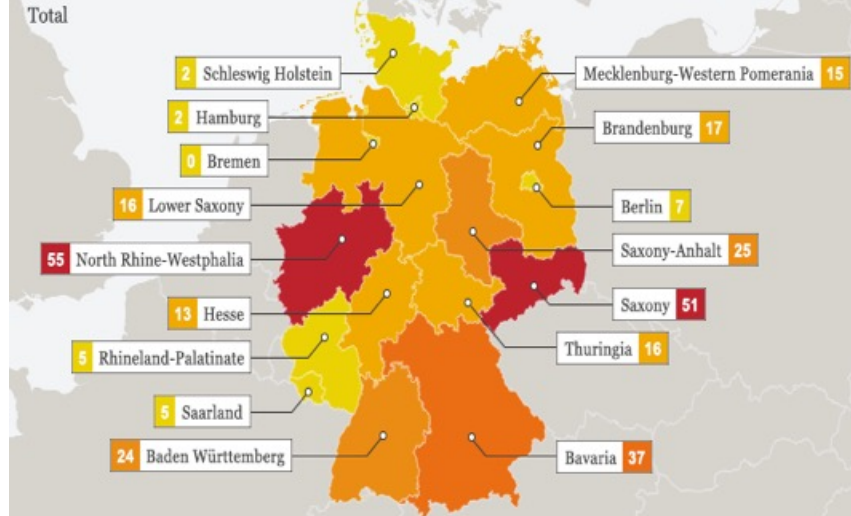 Total
2 Schleswig Holstein
Mecklenburg-Western Pomerania 15
2 Hamburg
Brandenburg 17
0 Bremen
16 Lower Saxony
Berlin 7
55 North Rhine-Westphalia
Saxony-Anhalt 25
13 Hesse
Saxony 51
5 Rhineland-Palatinate
Thuringia 16
5 Saarland
24 Baden Württemberg
Bavaria 37